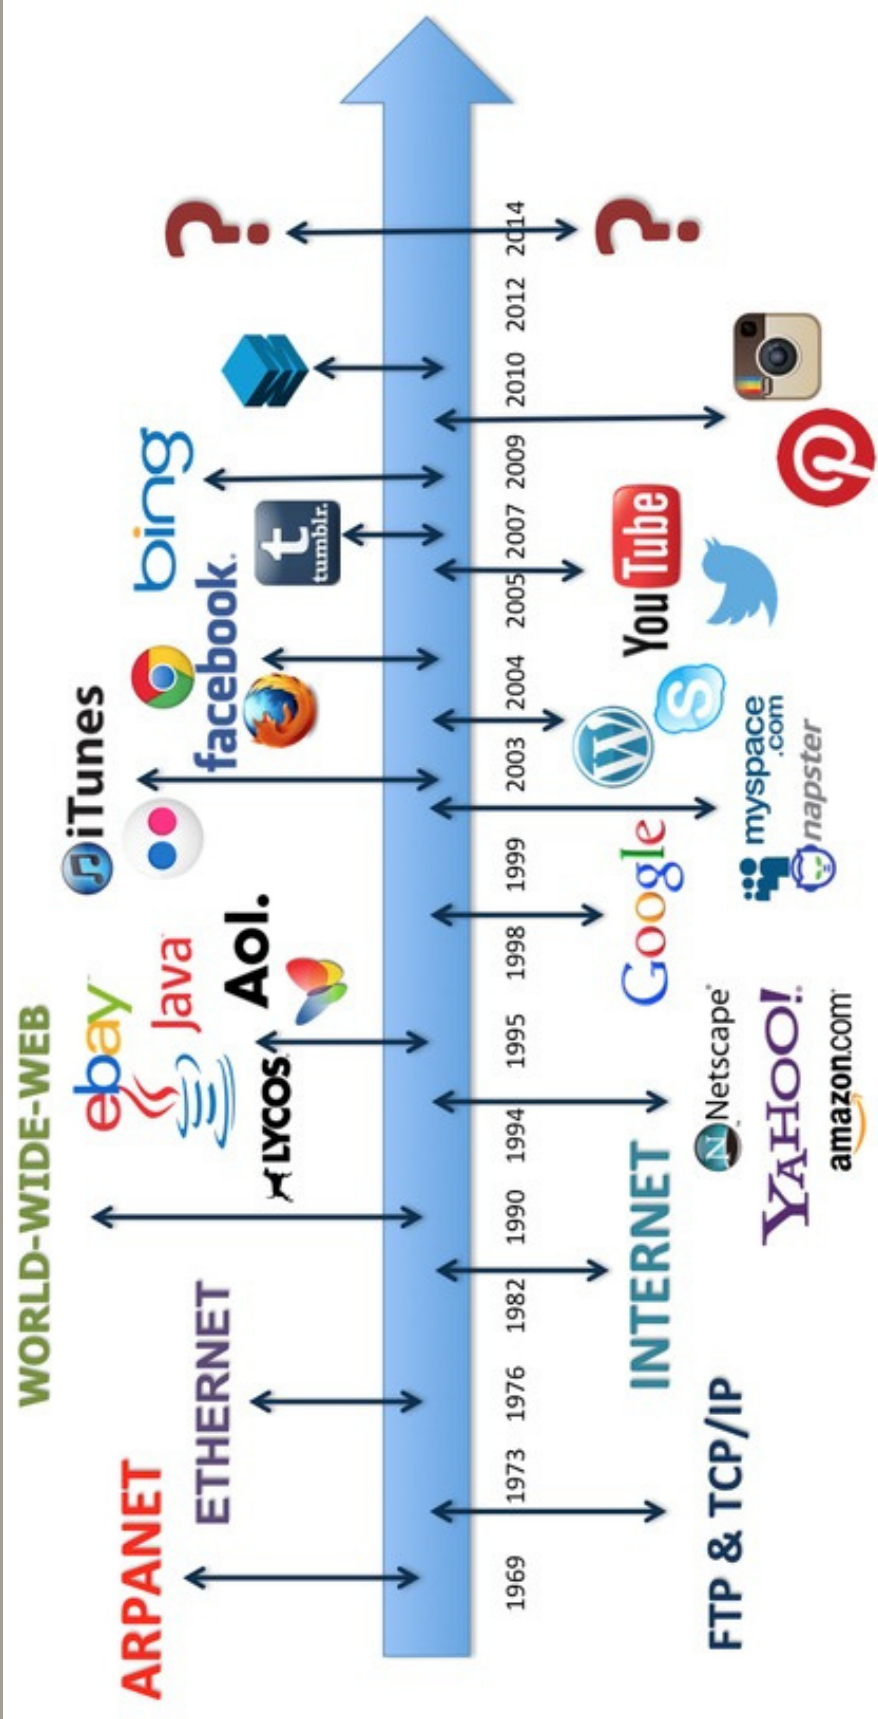 WORLD-WIDE-WEB
iTunes
ebay
Java
bing
?
ARPANET
ETHERNET
facebook.
LYCOS.
Aol.
t
tumblr.
1969
1973
1976
1982
1990
1994
1995
1998
1999
2003
2004
2005
2007
2009
2010
2012
2014
INTERNET
Google
W
S
YouTube
?
FTP & TCP/IP
N Netscape®
YAHOO!®
amazon.com
myspace
.com
napster
P